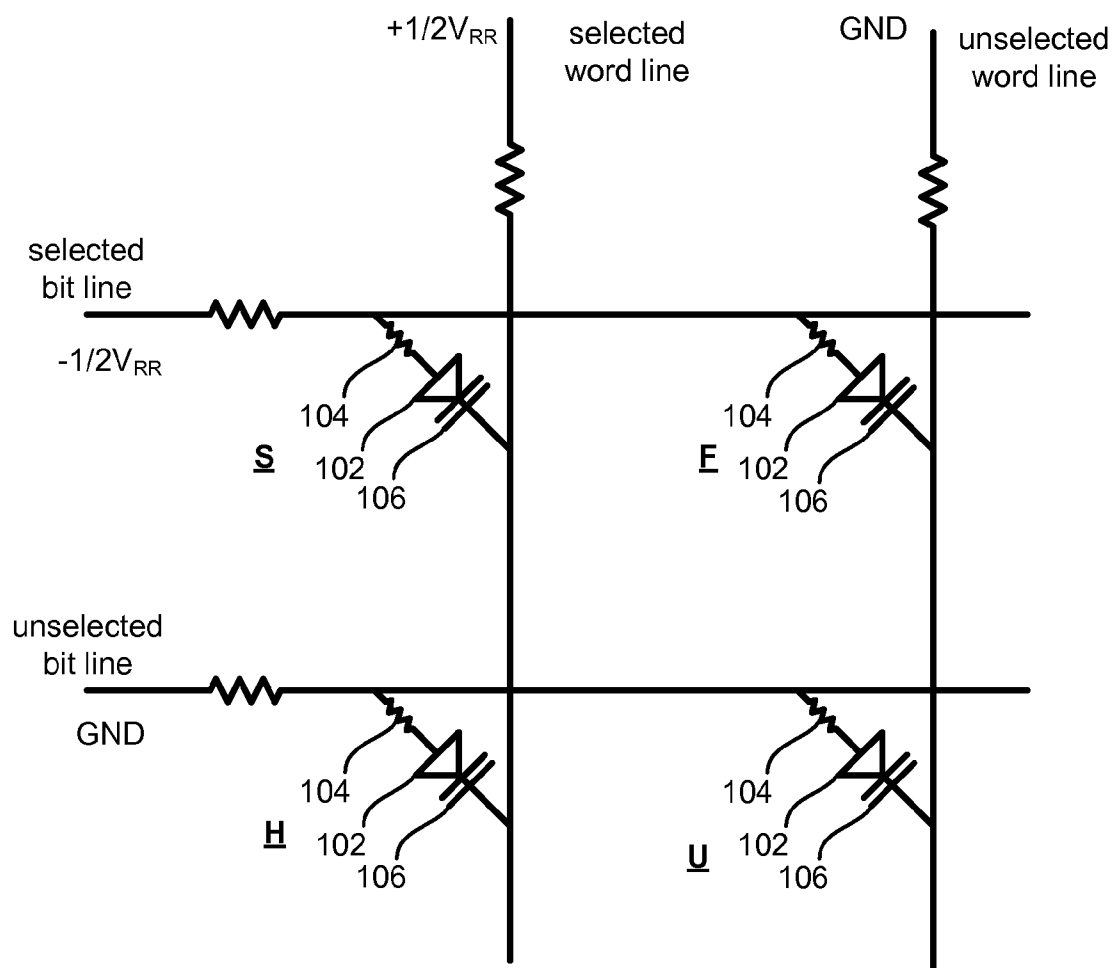 +1/2VRR
selected
word line
GND
unselected
word line
selected
bit line
-1/2VRR
104
102
106
S
104
102
106
F
unselected
bit line
GND
104
102
106
H
104
102
106
U